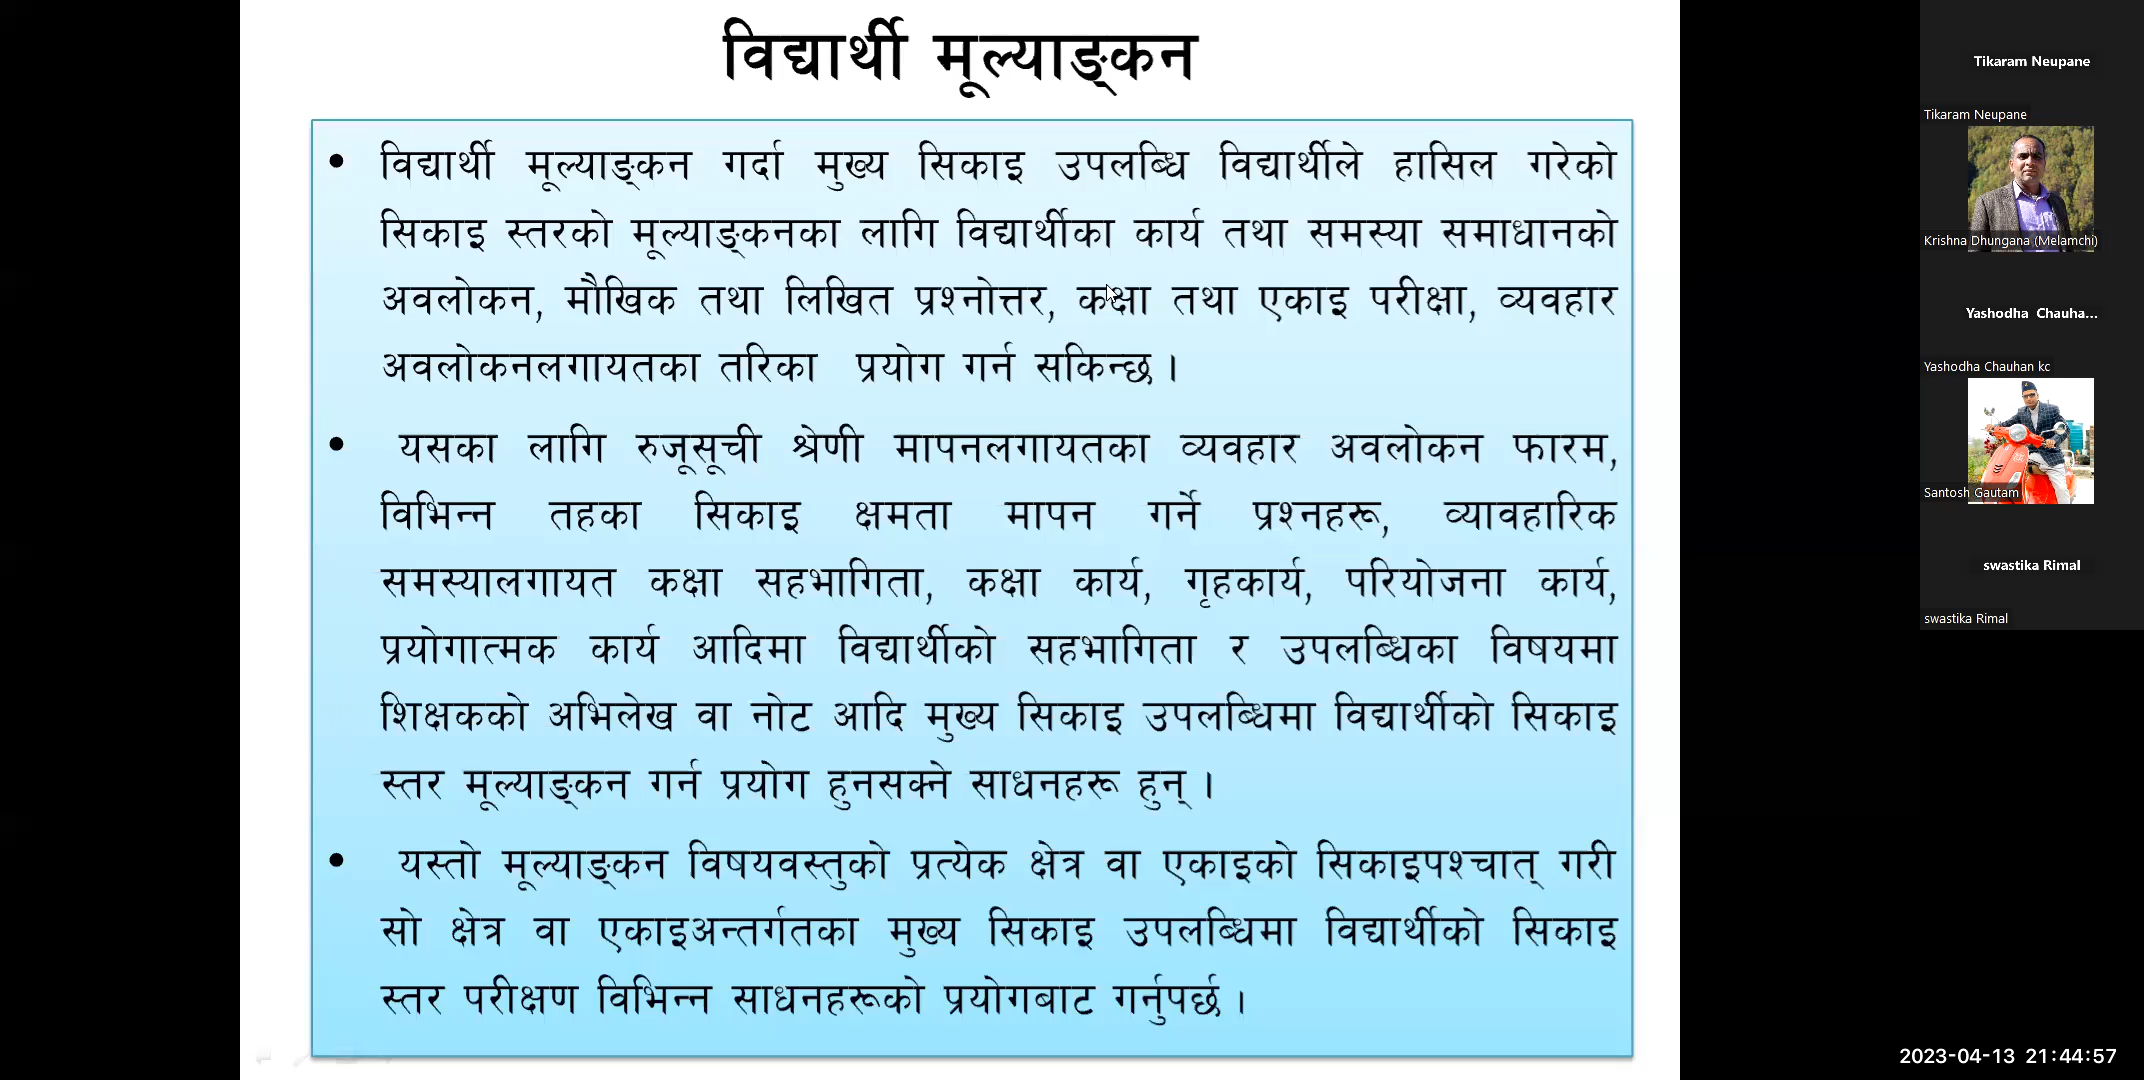 विद्यार्थी मूल्याङ्कन
• विद्यार्थी मूल्याङ्कन गर्दा मुख्य सिकाइ उपलब्धि विद्यार्थीले हासिल गरेको
सिकाइ स्तरको मूल्याङ्कनका लागि विद्यार्थीका कार्य तथा समस्या समाधानको
अवलोकन, मौखिक तथा लिखित प्रश्नोत्तर, कक्षा तथा एकाइ परीक्षा, व्यवहार
अवलोकनलगायतका तरिका प्रयोग गर्न सकिन्छ ।
• यसका लागि रुजूसूची श्रेणी मापनलगायतका व्यवहार अवलोकन फारम,
विभिन्न तहका सिकाइ क्षमता मापन गर्ने प्रश्नहरू, व्यावहारिक
समस्यालगायत कक्षा सहभागिता, कक्षा कार्य, गृहकार्य, परियोजना कार्य,
प्रयोगात्मक कार्य आदिमा विद्यार्थीको सहभागिता र उपलब्धिका विषयमा
शिक्षकको अभिलेख वा नोट आदि मुख्य सिकाइ उपलब्धिमा विद्यार्थीको सिकाइ
स्तर मूल्याङ्कन गर्न प्रयोग हुनसक्ने साधनहरू हुन् ।
• यस्तो मूल्याङ्कन विषयवस्तुको प्रत्येक क्षेत्र वा एकाइको सिकाइपश्चात् गरी
सो क्षेत्र वा एकाइअन्तर्गतका मुख्य सिकाइ उपलब्धिमा विद्यार्थीको सिकाइ
स्तर परीक्षण विभिन्न साधनहरूको प्रयोगबाट गर्नुपर्छ ।
Tikaram Neupane
Tikaram Neupane
Krishna Dhungana (Melamchi)
Yashodha Chauha...
Yashodha Chauhan kc
Santosh Gautam
swastika Rimal
swastika Rimal
2023-04-13 21:44:57